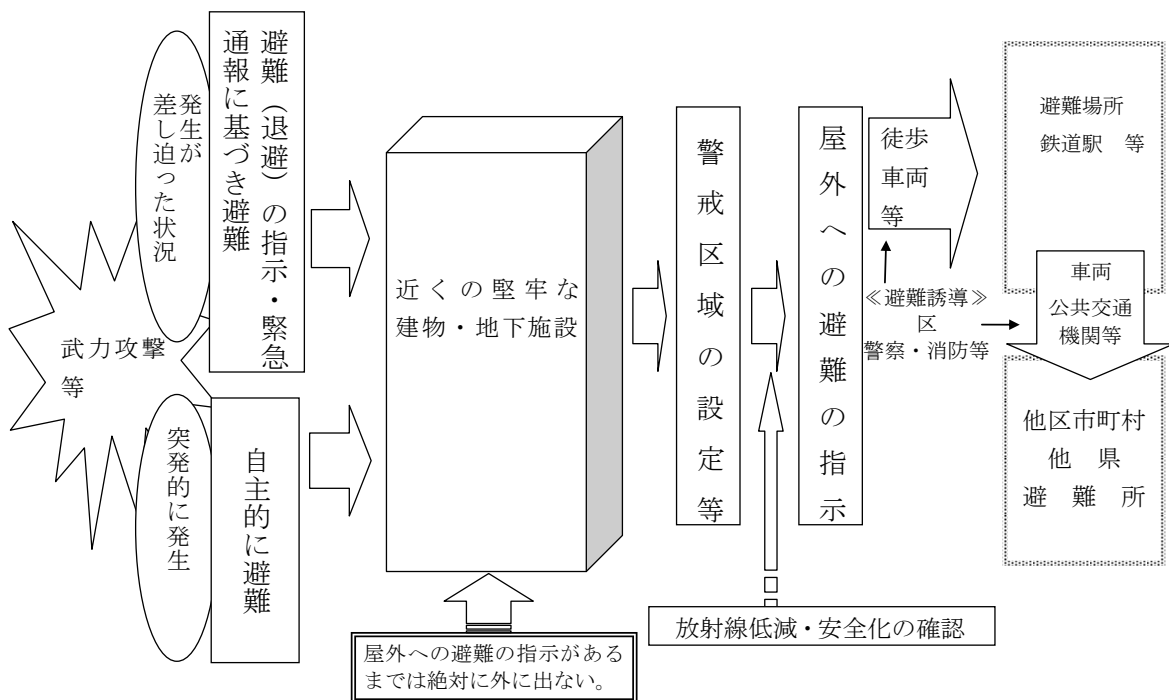 武力攻撃
等
発生が
差し迫った状況
避難（退避）の指示・緊急
通報に基づき避難
突発的に発生
自主的に避難
近くの堅牢な
建物・地下施設
屋外への避難の指示がある
までは絶対に外に出ない。
警戒区域の設定等
放射線低減・安全化の確認
屋外への避難の指示
徒歩
車両
等
≪避難誘導≫
区
警察・消防等
避難場所
鉄道駅　等
車両
公共交通
機関等
他区市町村
他　県
避　難　所